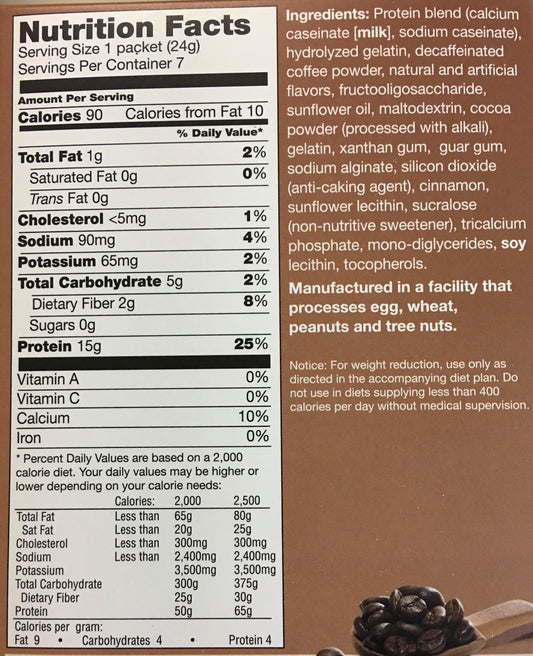 Nutrition Facts
Serving Size 1 packet (24g)
Servings Per Container 7
Amount Per Serving
Calories 90 Calories from Fat 10
% Daily Value*
Total Fat 1g 2%
Saturated Fat 0g 0%
Trans Fat 0g
Cholesterol <5mg 1%
Sodium 90mg 4%
Potassium 65mg 2%
Total Carbohydrate 5g 2%
Dietary Fiber 2g 8%
Sugars 0g
Protein 15g 25%
Vitamin A 0%
Vitamin C 0%
Calcium 10%
Iron 0%
* Percent Daily Values are based on a 2,000
calorie diet. Your daily values may be higher or
lower depending on your calorie needs:
Calories: 2,000 2,500
Total Fat Less than 65g 80g
Sat Fat Less than 20g 25g
Cholesterol Less than 300mg 300mg
Sodium Less than 2,400mg 2,400mg
Potassium 3,500mg 3,500mg
Total Carbohydrate 300g 375g
Dietary Fiber 25g 30g
Protein 50g 65g
Calories per gram:
Fat 9 • Carbohydrates 4 • Protein 4
Ingredients: Protein blend (calcium
caseinate [milk], sodium caseinate),
hydrolyzed gelatin, decaffeinated
coffee powder, natural and artificial
flavors, fructooligosaccharide,
sunflower oil, maltodextrin, cocoa
powder (processed with alkali),
gelatin, xanthan gum, guar gum,
sodium alginate, silicon dioxide
(anti-caking agent), cinnamon,
sunflower lecithin, sucralose
(non-nutritive sweetener), tricalcium
phosphate, mono-diglycerides, soy
lecithin, tocopherols.
Manufactured in a facility that
processes egg, wheat,
peanuts and tree nuts.
Notice: For weight reduction, use only as
directed in the accompanying diet plan. Do
not use in diets supplying less than 400
calories per day without medical supervision.